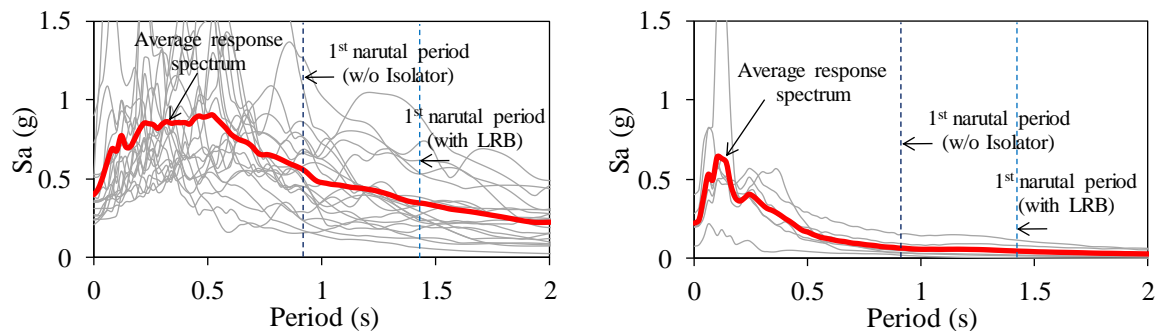 1.5
1
0.5
0
Sa (g)
Average response
spectrum
1st narutal period
(w/o Isolator)
1st narutal period
(with LRB)
0 0.5 1 1.5 2
Period (s)
1.5
1
0.5
0
Sa (g)
Average response
spectrum
1st narutal period
(w/o Isolator)
1st narutal period
(with LRB)
0 0.5 1 1.5 2
Period (s)